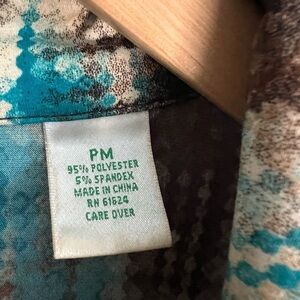 PM
95% POLYESTER
5% SPANDEX
MADE IN CHINA
RN 61624
CARE OVER